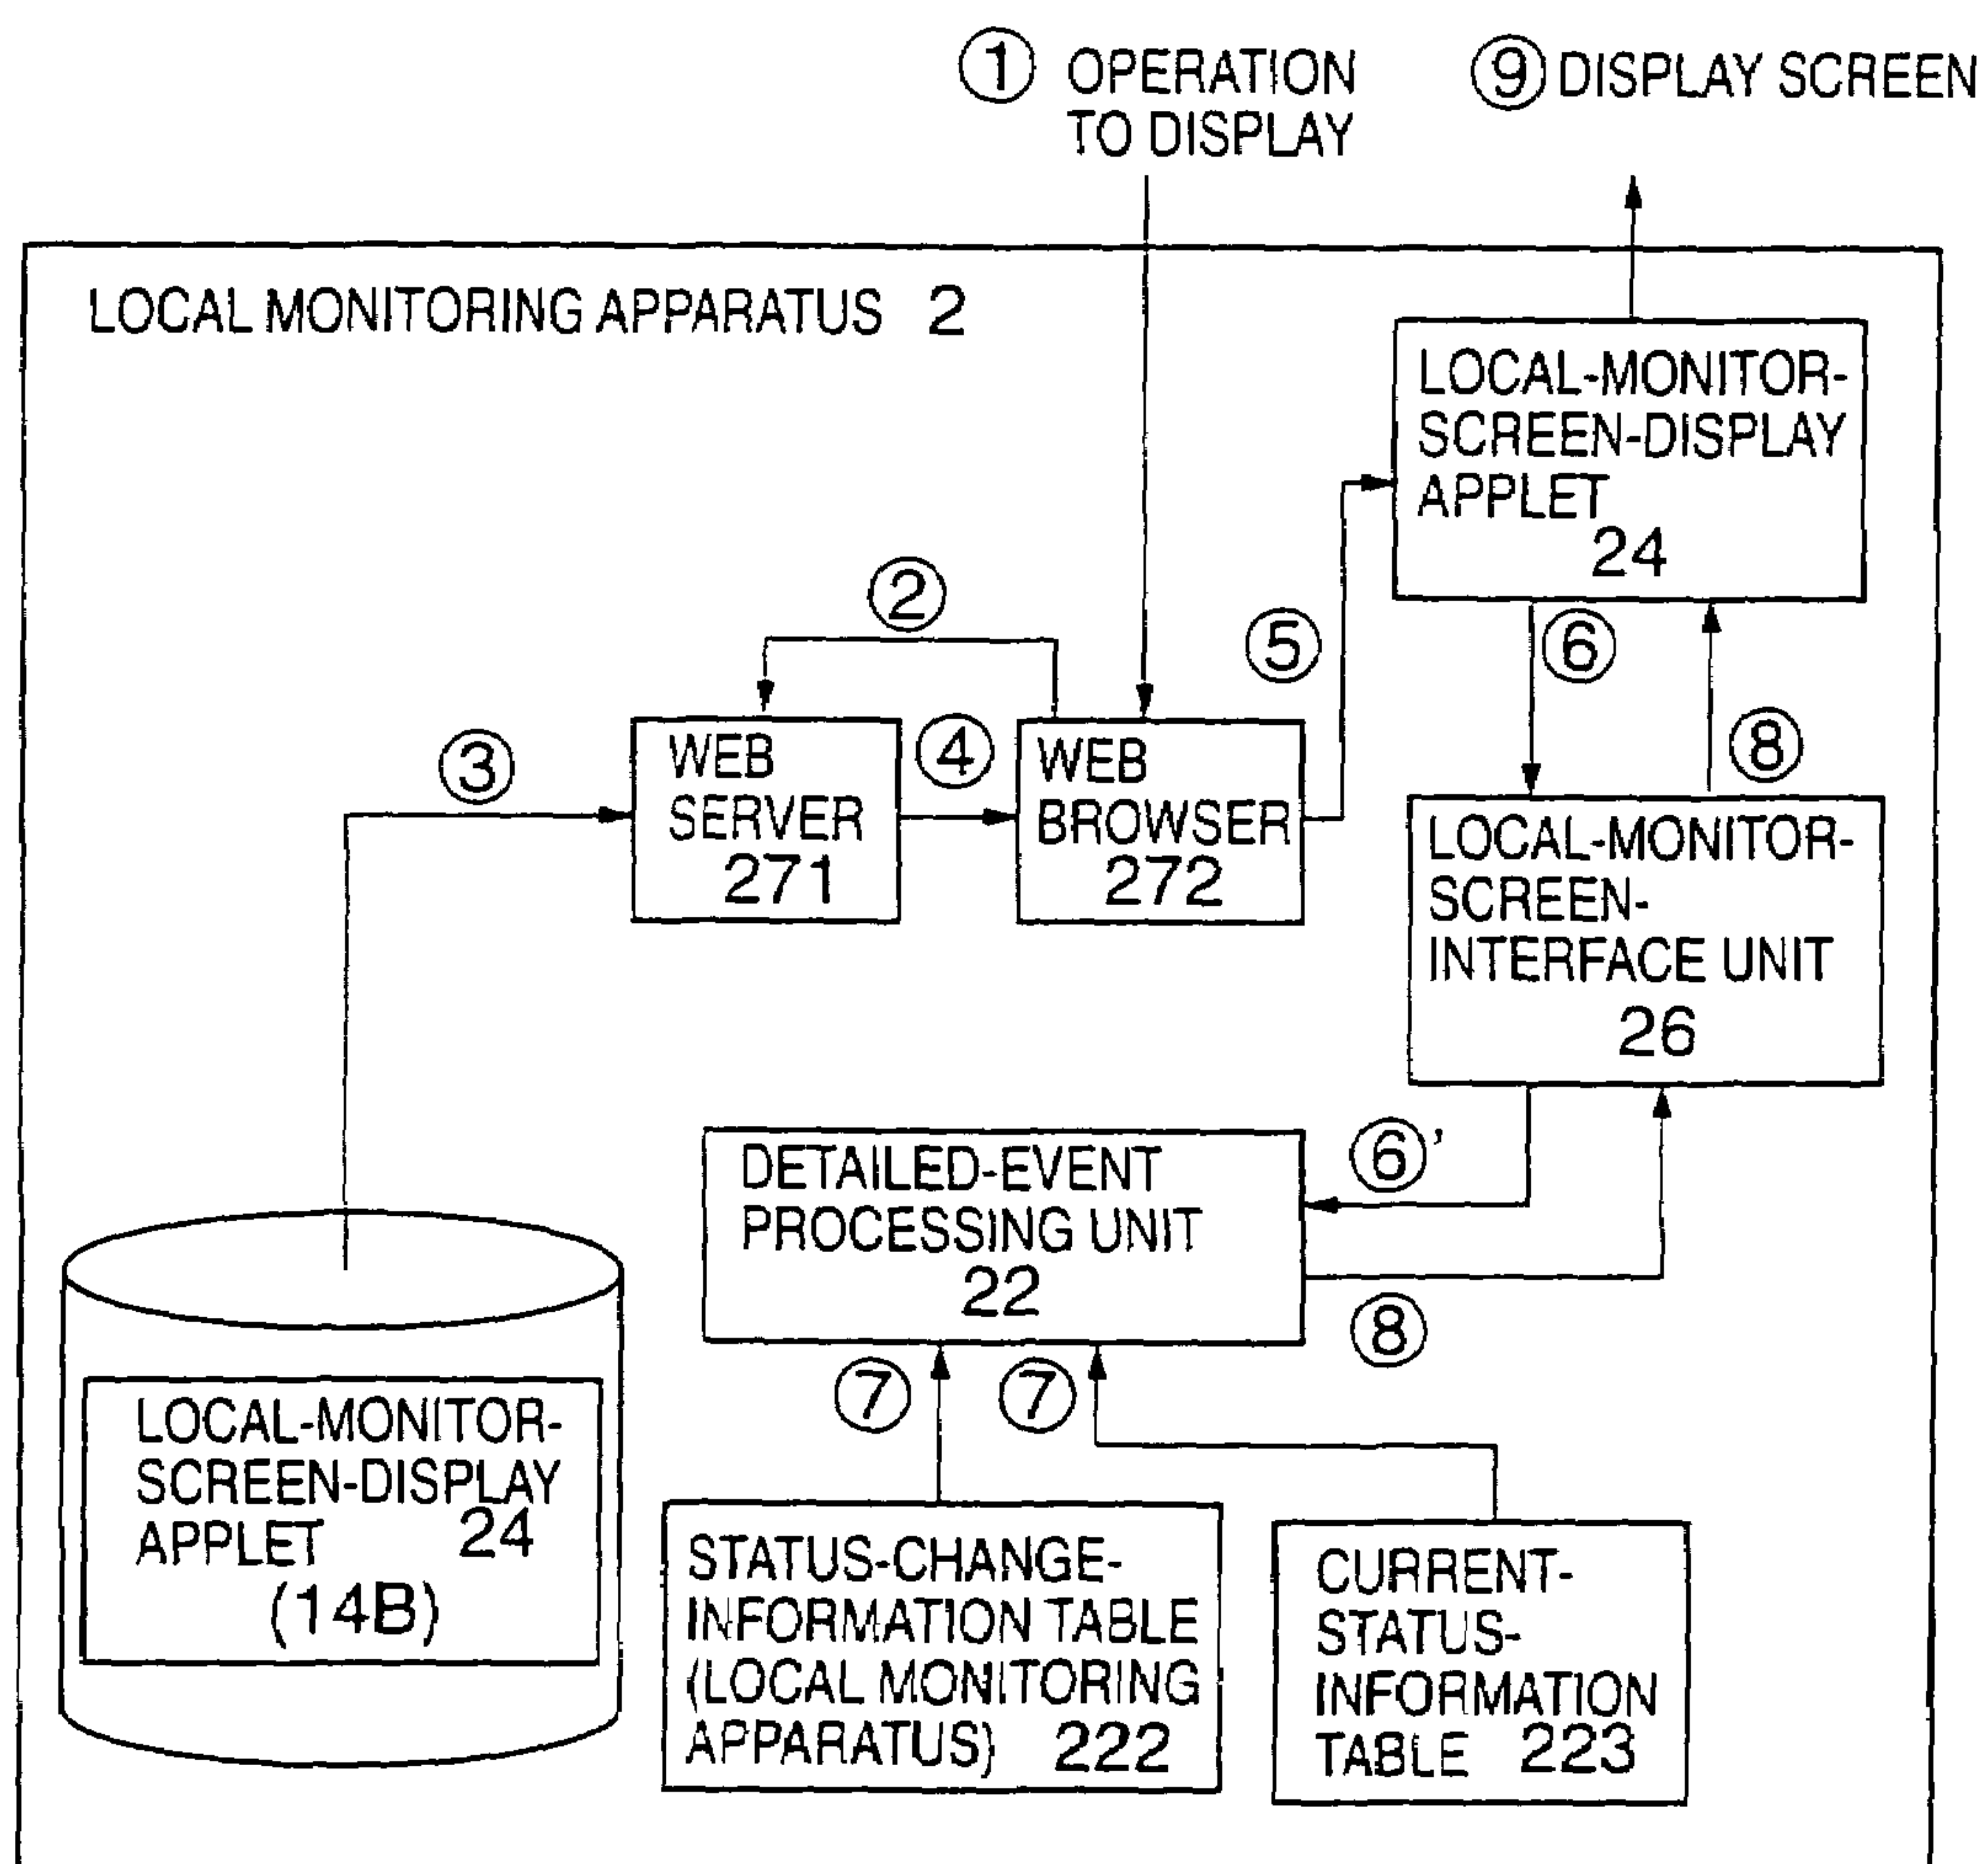 ① OPERATION
TO DISPLAY
⑨ DISPLAY SCREEN
LOCAL MONITORING APPARATUS 2
LOCAL-MONITOR-
SCREEN-DISPLAY
APPLET
24
②
⑤
⑥
⑧
③
④
WEB
SERVER
271
WEB
BROWSER
272
LOCAL-MONITOR-
SCREEN-
INTERFACE UNIT
26
⑥'
DETAILED-EVENT
PROCESSING UNIT
22
⑧
⑦
⑦
LOCAL-MONITOR-
SCREEN-DISPLAY
APPLET 24
(14B)
STATUS-CHANGE-
INFORMATION TABLE
(LOCAL MONITORING
APPARATUS) 222
CURRENT-
STATUS-
INFORMATION
TABLE 223